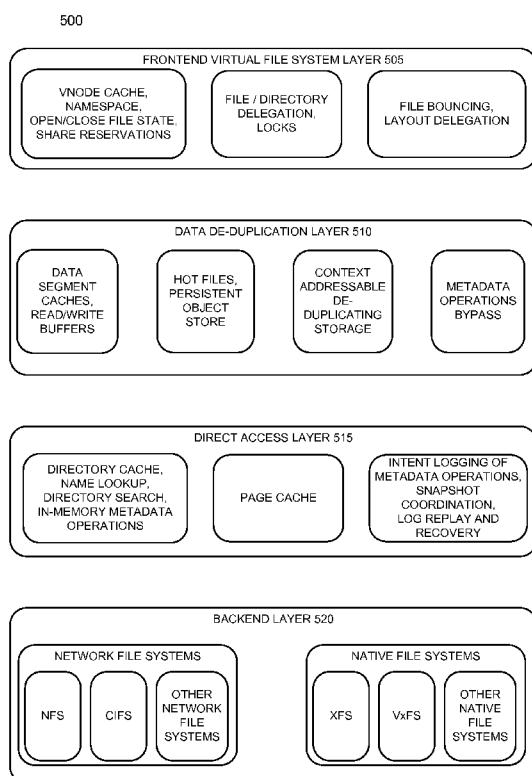 500
FRONTEND VIRTUAL FILE SYSTEM LAYER 505
VNODE CACHE,
NAMESPACE,
OPEN/CLOSE FILE STATE,
SHARE RESERVATIONS
FILE / DIRECTORY
DELEGATION,
LOCKS
FILE BOUNCING,
LAYOUT DELEGATION
DATA DE-DUPLICATION LAYER 510
DATA
SEGMENT
CACHES,
READ/WRITE
BUFFERS
HOT FILES,
PERSISTENT
OBJECT
STORE
CONTEXT
ADDRESSABLE
DE-
DUPLICATING
STORAGE
METADATA
OPERATIONS
BYPASS
DIRECT ACCESS LAYER 515
DIRECTORY CACHE,
NAME LOOKUP,
DIRECTORY SEARCH,
IN-MEMORY METADATA
OPERATIONS
PAGE CACHE
INTENT LOGGING OF
METADATA OPERATIONS,
SNAPSHOT
COORDINATION,
LOG REPLAY AND
RECOVERY
BACKEND LAYER 520
NETWORK FILE SYSTEMS
NFS
CIFS
OTHER
NETWORK
FILE
SYSTEMS
NATIVE FILE SYSTEMS
XFS
VxFS
OTHER
NATIVE
FILE
SYSTEMS